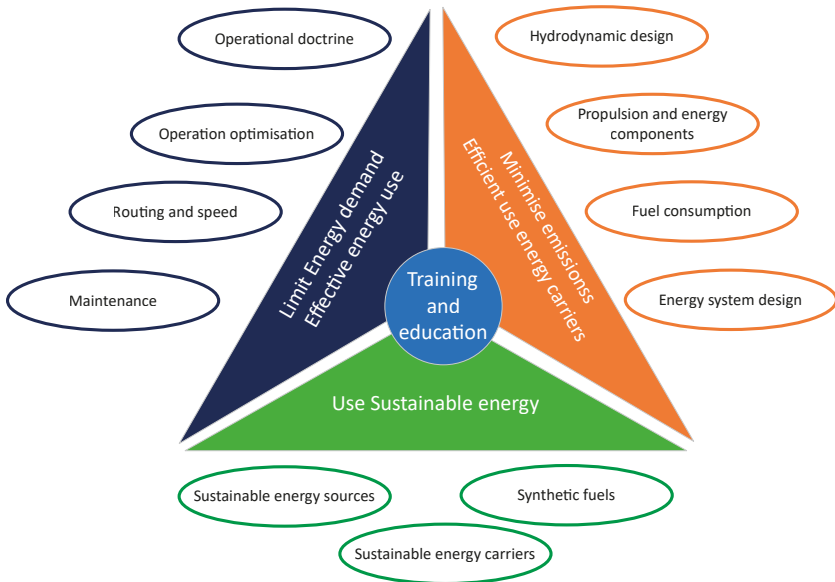 Operational doctrine
Operation optimisation
Routing and speed
Maintenance
Limit Energy demand
Effective energy use
Hydrodynamic design
Propulsion and energy
components
Fuel consumption
Energy system design
Minimise emissionss
Efficient use energy carriers
Training
and
education
Use Sustainable energy
Sustainable energy sources
Synthetic fuels
Sustainable energy carriers